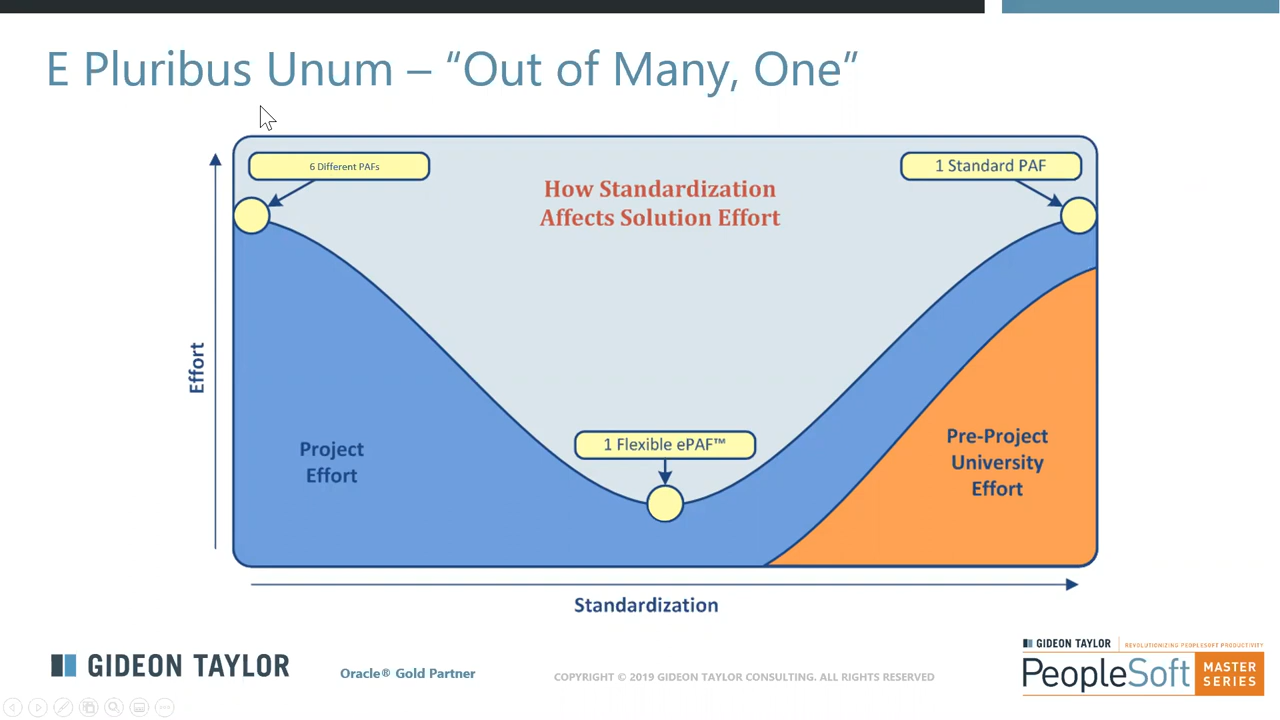 E Pluribus Unum – “Out of Many, One”
6 Different PAFs
1 Standard PAF
How Standardization
Affects Solution Effort
Effort
1 Flexible ePAF™
Project
Effort
Pre-Project
University
Effort
Standardization
GIDEON TAYLOR
Oracle® Gold Partner
COPYRIGHT © 2019 GIDEON TAYLOR CONSULTING. ALL RIGHTS RESERVED
GIDEON TAYLOR
REVOLUTIONIZING PEOPLESOFT PRODUCTIVITY
PeopleSoft
MASTER
SERIES